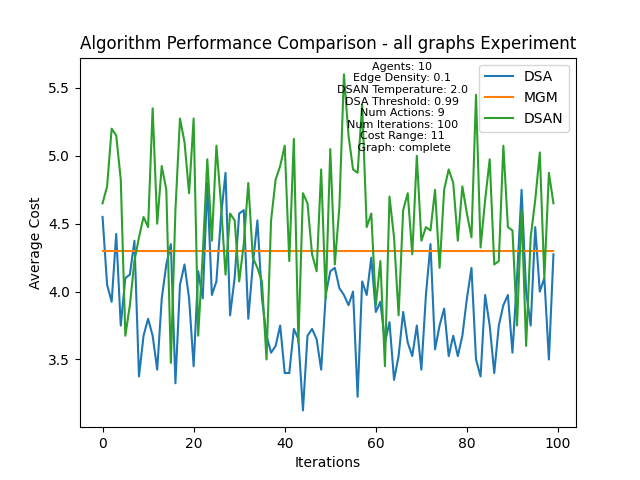 Algorithm Performance Comparison - all graphs Experiment
Agents: 10
Edge Density: 0.1
DSAN Temperature: 2.0
DSA Threshold: 0.99
Num Actions: 9
Num Iterations: 100
Cost Range: 11
Graph: complete
DSA
MGM
DSAN
Average Cost
5.5
5.0
4.5
4.0
3.5
0 20 40 60 80 100
Iterations